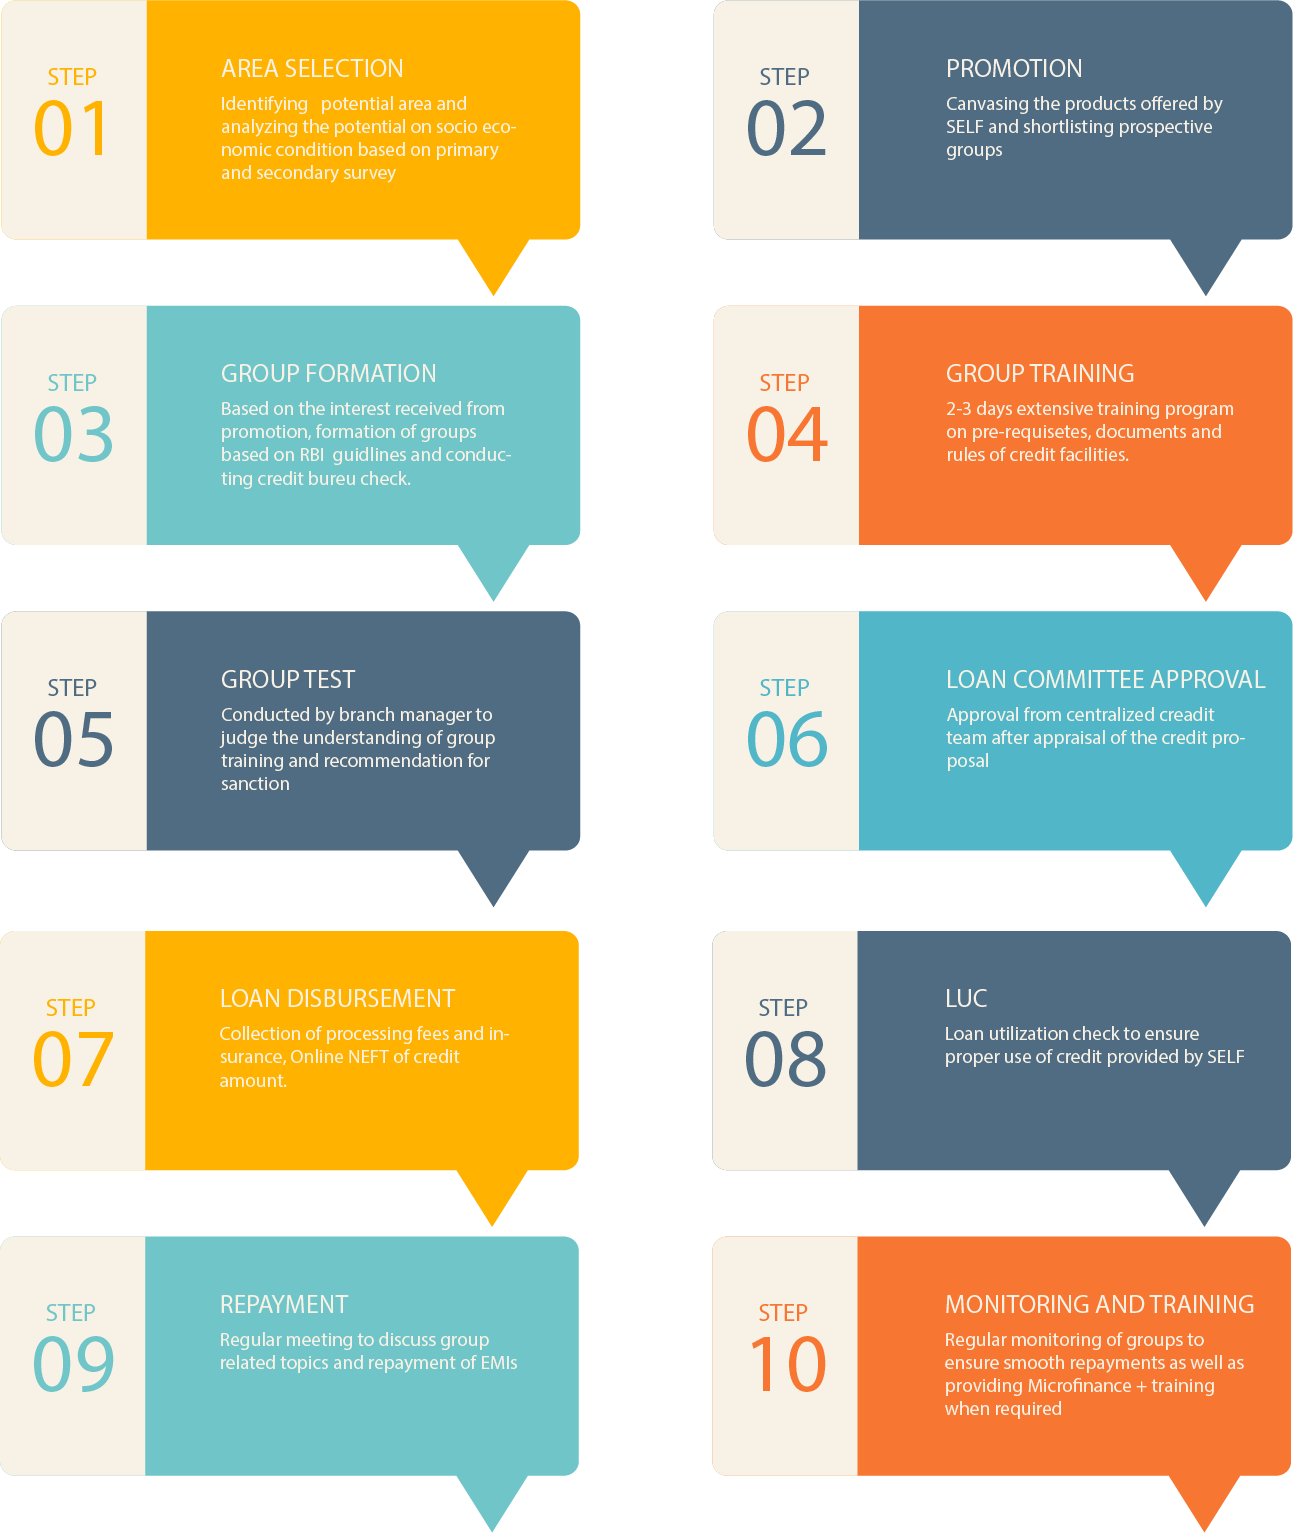 STEP
01
AREA SELECTION
Identifying potential area and
analyzing the potential on socio eco-
nomic condition based on primary
and secondary survey
STEP
02
PROMOTION
Canvasing the products offered by
SELF and shortlisting prospective
groups
STEP
03
GROUP FORMATION
Based on the interest received from
promotion, formation of groups
based on RBI guidlines and conduc-
ting credit bureu check.
STEP
04
GROUP TRAINING
2-3 days extensive training program
on pre-requisetes, documents and
rules of credit facilities.
STEP
05
GROUP TEST
Conducted by branch manager to
judge the understanding of group
training and recommendation for
sanction
STEP
06
LOAN COMMITTEE APPROVAL
Approval from centralized creadit
team after appraisal of the credit pro-
posal
STEP
07
LOAN DISBURSEMENT
Collection of processing fees and in-
surance, Online NEFT of credit
amount.
STEP
08
LUC
Loan utilization check to ensure
proper use of credit provided by SELF
STEP
09
REPAYMENT
Regular meeting to discuss group
related topics and repayment of EMIs
STEP
10
MONITORING AND TRAINING
Regular monitoring of groups to
ensure smooth repayments as well as
providing Microfinance + training
when required